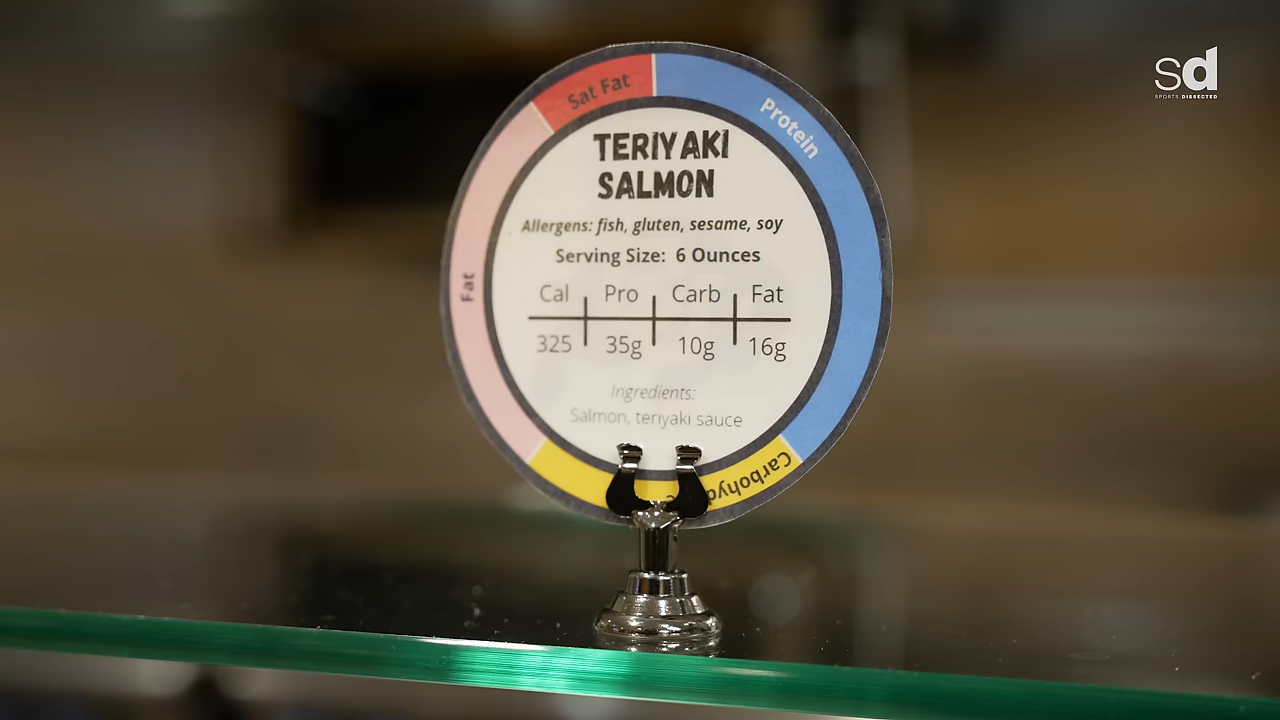 sd
SPORTS DISSECTED
Sat Fat
Protein
TERIYAKI
SALMON
Allergens: fish, gluten, sesame, soy
Serving Size: 6 Ounces
Cal Pro Carb Fat
325 35g 10g 16g
Fat
Ingredients:
Salmon, teriyaki sauce